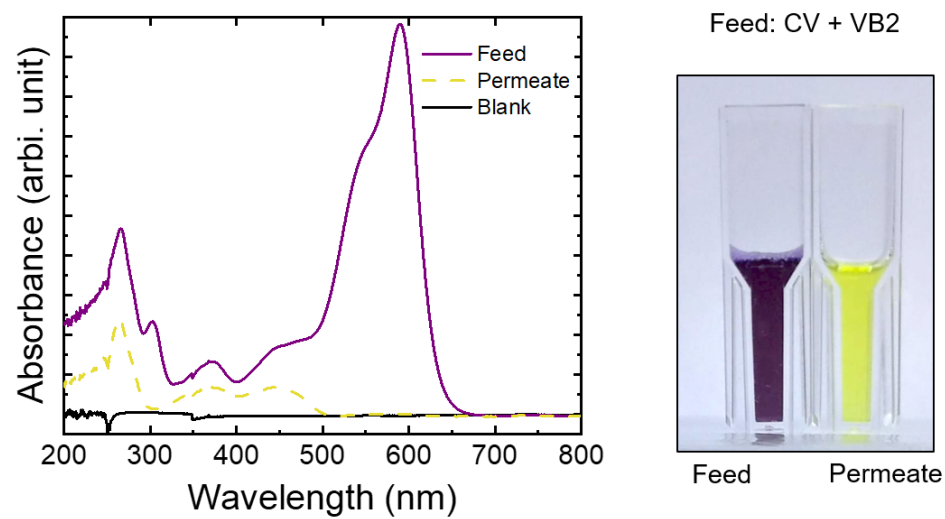 Absorbance (arbi. unit)
Feed
Permeate
Blank
200 300 400 500 600 700 800
Wavelength (nm)
Feed: CV + VB2
Feed
Permeate